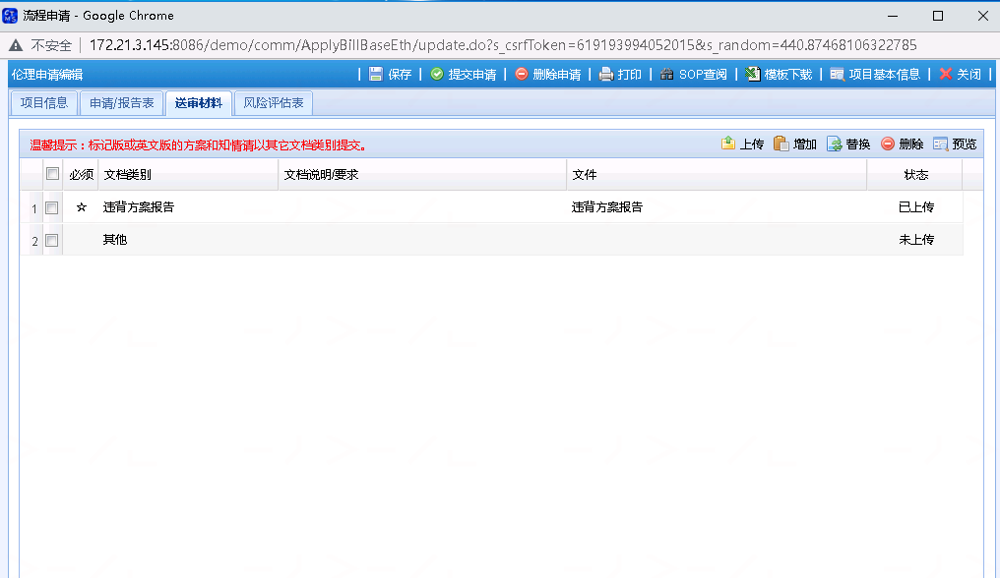 流程申请 - Google Chrome
不安全 | 172.21.3.145:8086/demo/comm/ApplyBillBaseEth/update.do?s_csrfToken=619193994052015&s_random=440.87468106322785
伦理申请编辑 | 保存 | 提交申请 | 删除申请 | 打印 | SOP查阅 | 模板下载 | 项目基本信息 | 关闭 |
项目信息 申请/报告表 送审材料 风险评估表
温馨提示：标记版或英文版的方案和知情请以其它文档类别提交。 上传 增加 替换 删除 预览
必须 文档类别 文档说明/要求 文件 状态
1 ☆ 违背方案报告 违背方案报告 已上传
2 其他 未上传